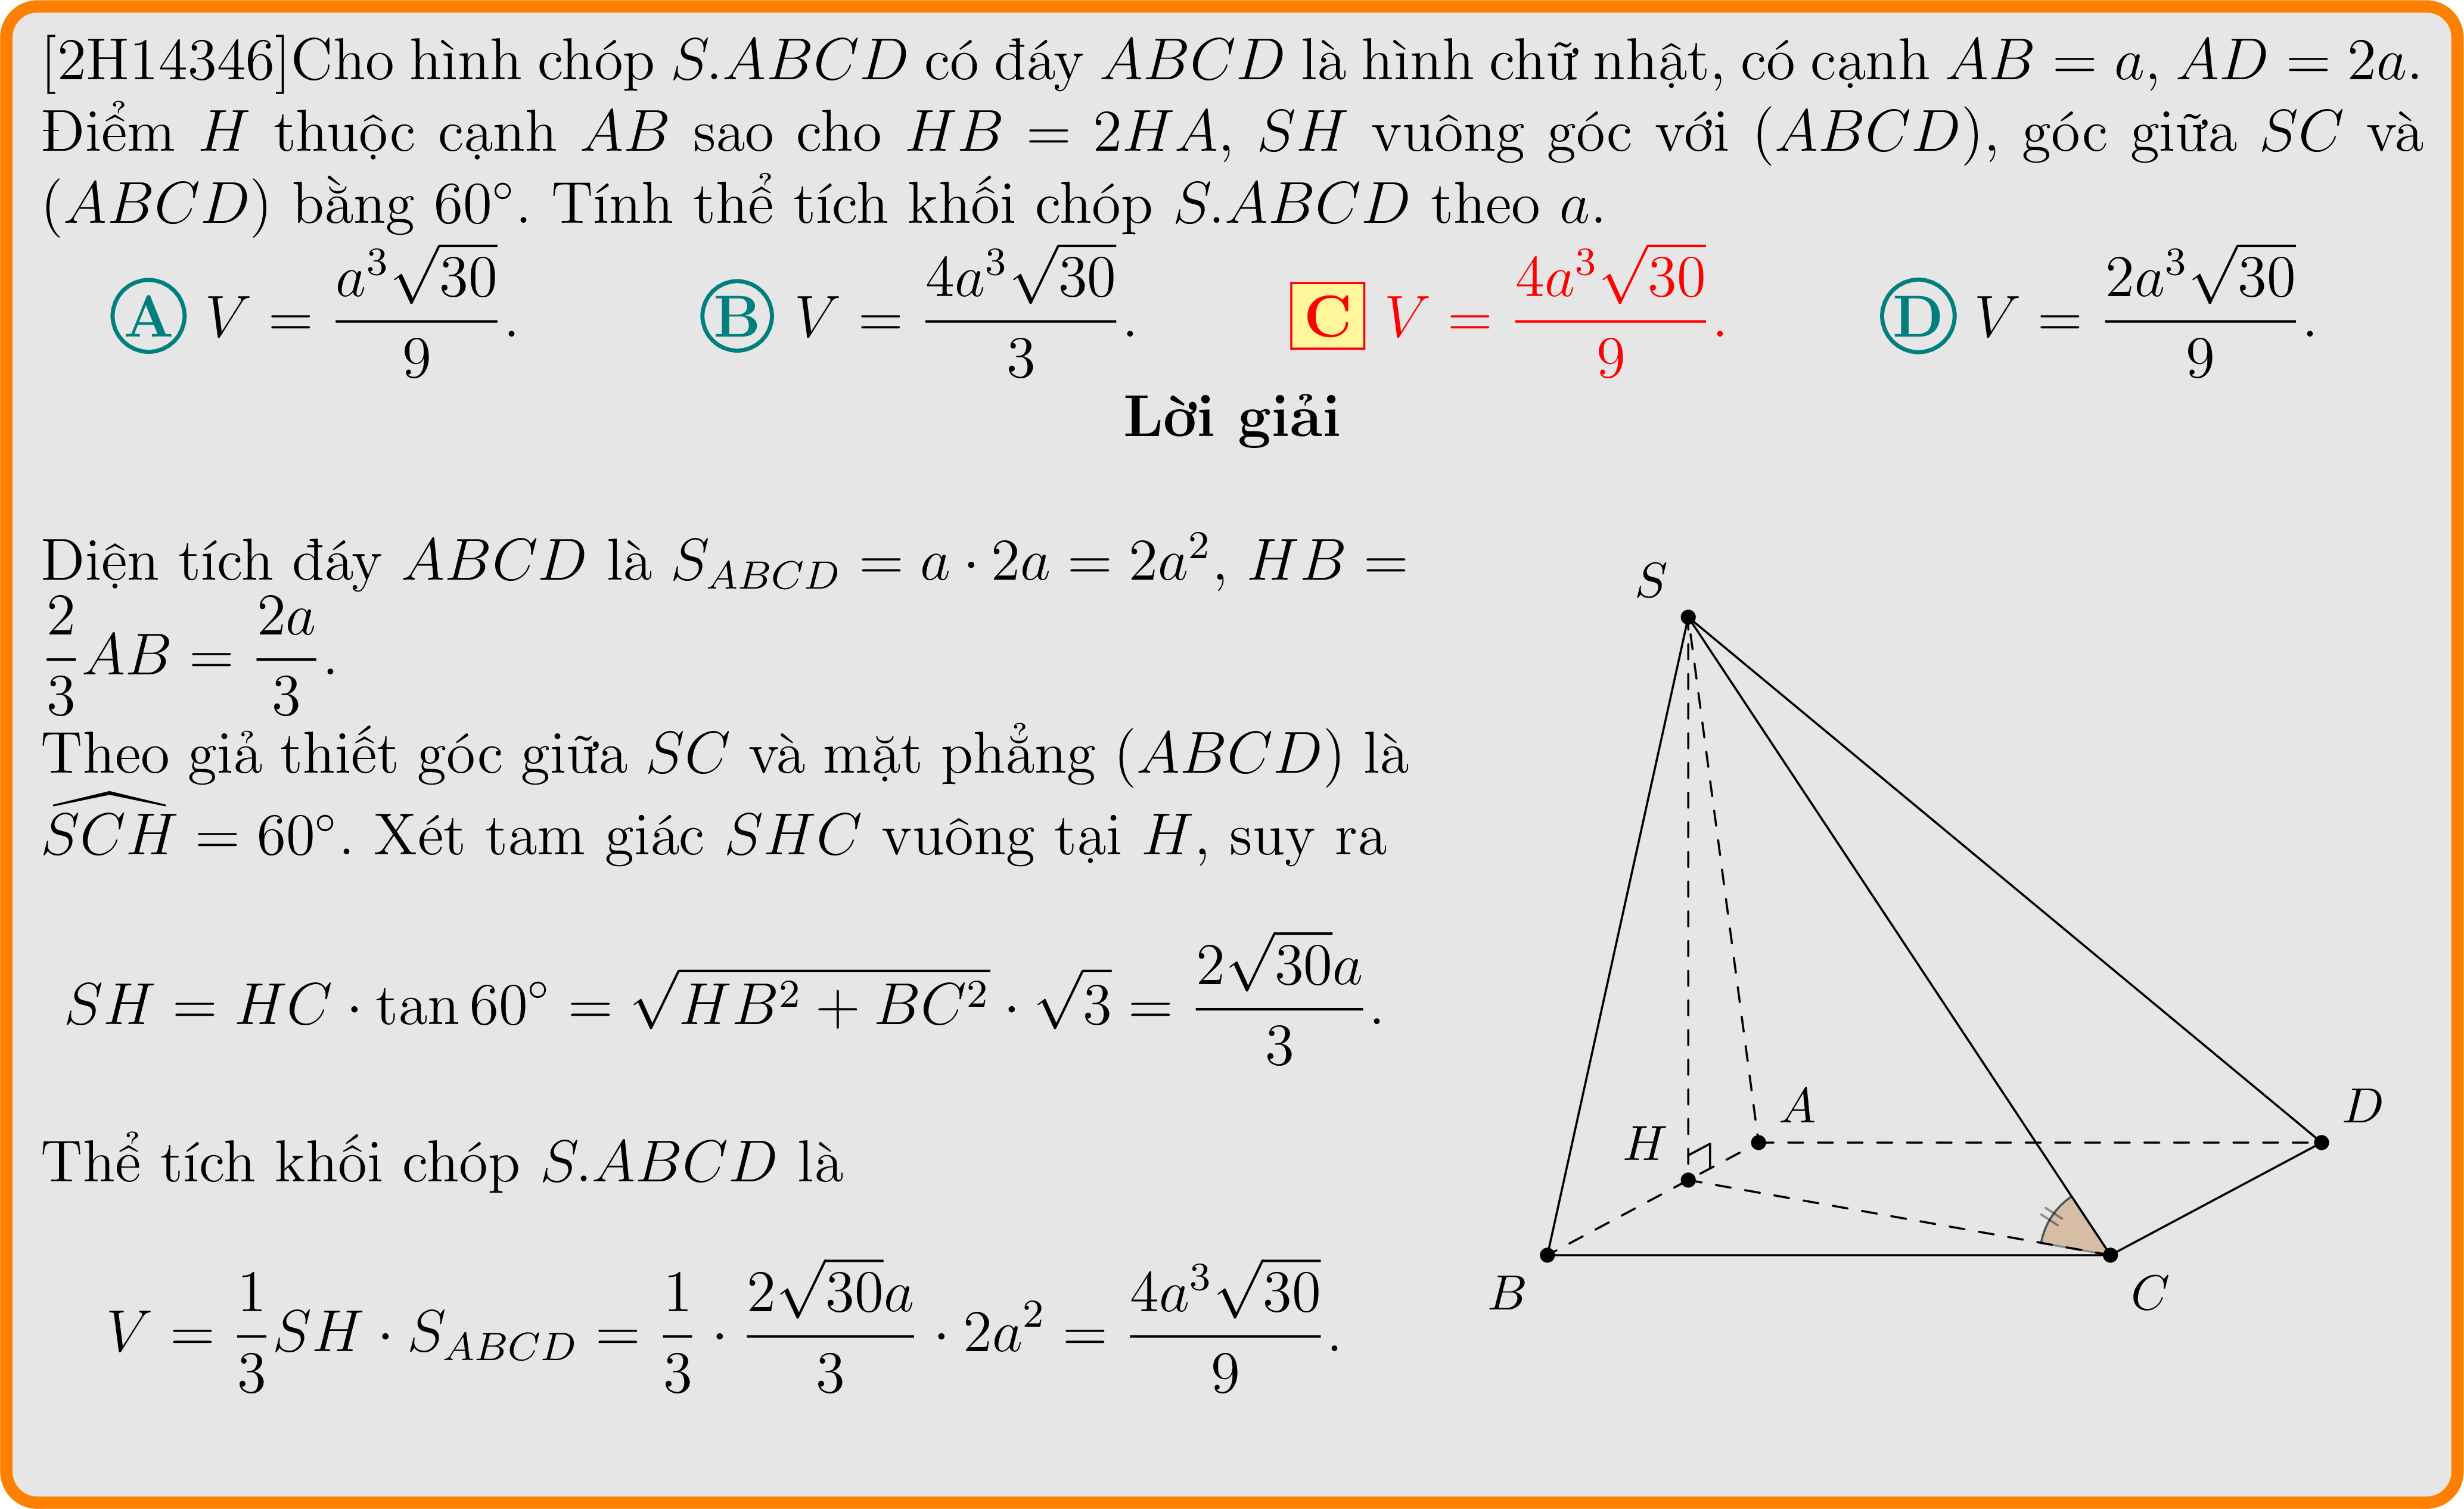 [2H14346]Cho hình chóp S.ABCD có đáy ABCD là hình chữ nhật, có cạnh AB = a, AD = 2a.
Điểm H thuộc cạnh AB sao cho HB = 2HA, SH vuông góc với (ABCD), góc giữa SC và
(ABCD) bằng 60°. Tính thể tích khối chóp S.ABCD theo a.
A V = \frac{a^3\sqrt{30}}{9}. B V = \frac{4a^3\sqrt{30}}{3}. C V = \frac{4a^3\sqrt{30}}{9}. D V = \frac{2a^3\sqrt{30}}{9}.
Lời giải
Diện tích đáy ABCD là S_{ABCD} = a · 2a = 2a^2, HB =
\frac{2}{3}AB = \frac{2a}{3}.
Theo giả thiết góc giữa SC và mặt phẳng (ABCD) là
\widehat{SCH} = 60°. Xét tam giác SHC vuông tại H, suy ra
SH = HC · tan 60° = \sqrt{HB^2 + BC^2} · \sqrt{3} = \frac{2\sqrt{30}a}{3}.
Thể tích khối chóp S.ABCD là
V = \frac{1}{3}SH · S_{ABCD} = \frac{1}{3} · \frac{2\sqrt{30}a}{3} · 2a^2 = \frac{4a^3\sqrt{30}}{9}.
S
A
D
H
B
C